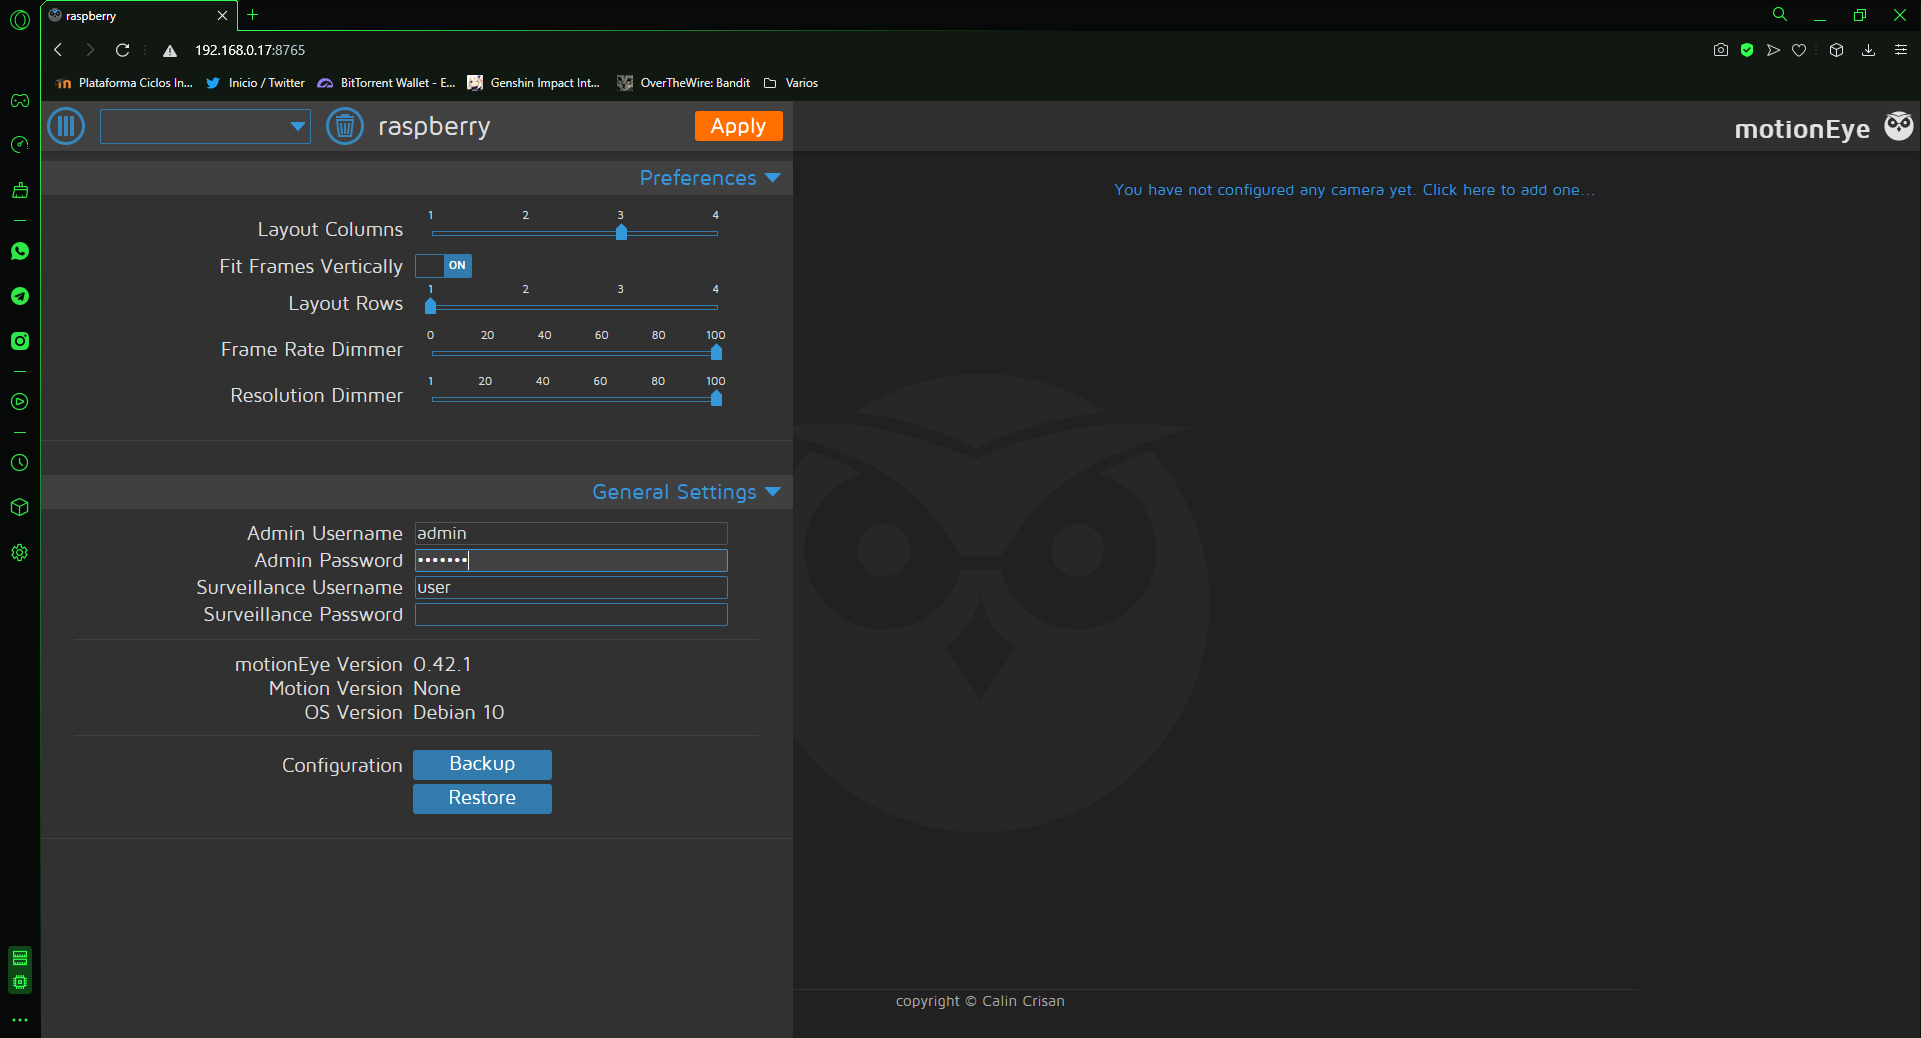 raspberry
192.168.0.17:8765
Plataforma Ciclos In... Inicio / Twitter BitTorrent Wallet - E... Genshin Impact Int... OverTheWire: Bandit Varios
raspberry Apply
motionEye
Preferences
You have not configured any camera yet. Click here to add one...
1 2 3 4
Layout Columns
Fit Frames Vertically ON
1 2 3 4
Layout Rows
0 20 40 60 80 100
Frame Rate Dimmer
1 20 40 60 80 100
Resolution Dimmer
General Settings
Admin Username admin
Admin Password •••••••
Surveillance Username user
Surveillance Password
motionEye Version 0.42.1
Motion Version None
OS Version Debian 10
Configuration Backup
Restore
copyright © Calin Crisan